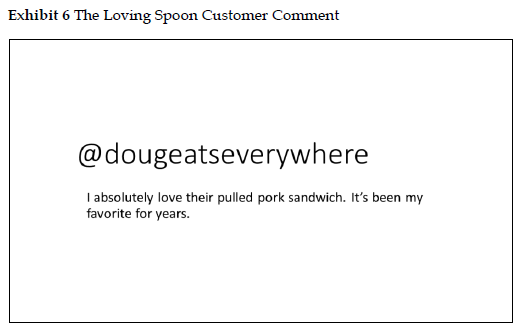 Exhibit 6 The Loving Spoon Customer Comment
@dougeatseverywhere
I absolutely love their pulled pork sandwich. It's been my
favorite for years.